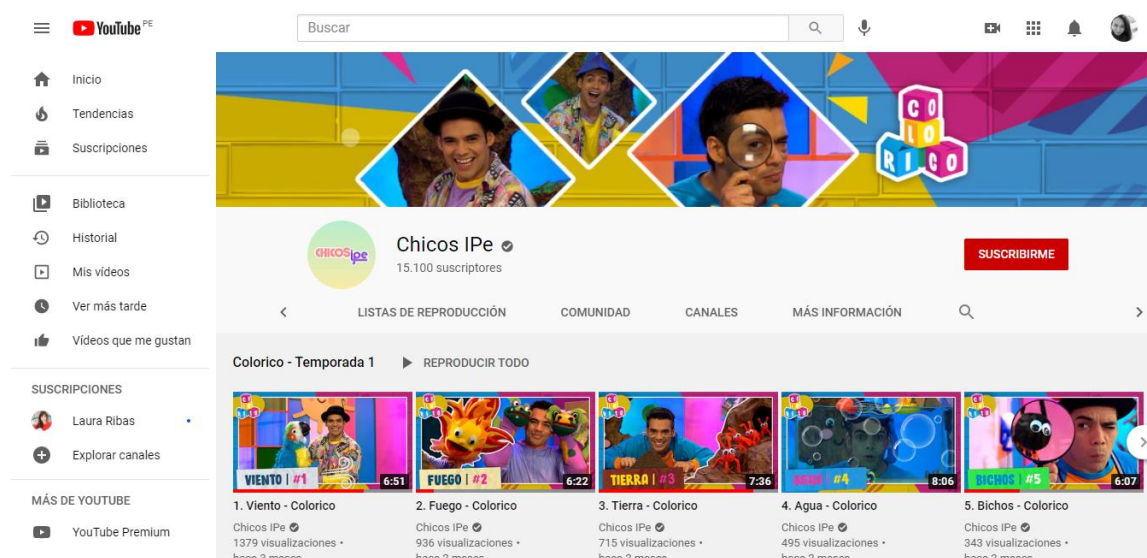 YouTube PE
Buscar
Inicio
Tendencias
Suscripciones
Biblioteca
Historial
Mis vídeos
Ver más tarde
Vídeos que me gustan
SUSCRIPCIONES
Laura Ribas
Explorar canales
MÁS DE YOUTUBE
YouTube Premium
COLORICO
CHICOS ipe
Chicos IPe
15.100 suscriptores
SUSCRIBIRME
LISTAS DE REPRODUCCIÓN COMUNIDAD CANALES MÁS INFORMACIÓN
Colorico - Temporada 1 REPRODUCIR TODO
VIENTO | #1 6:51 FUEGO | #2 6:22 TIERRA | #3 7:36 AGUA | #4 8:06 BICHOS | #5 6:07
1. Viento - Colorico 2. Fuego - Colorico 3. Tierra - Colorico 4. Agua - Colorico 5. Bichos - Colorico
Chicos IPe Chicos IPe Chicos IPe Chicos IPe Chicos IPe
1379 visualizaciones • 936 visualizaciones • 715 visualizaciones • 495 visualizaciones • 343 visualizaciones •